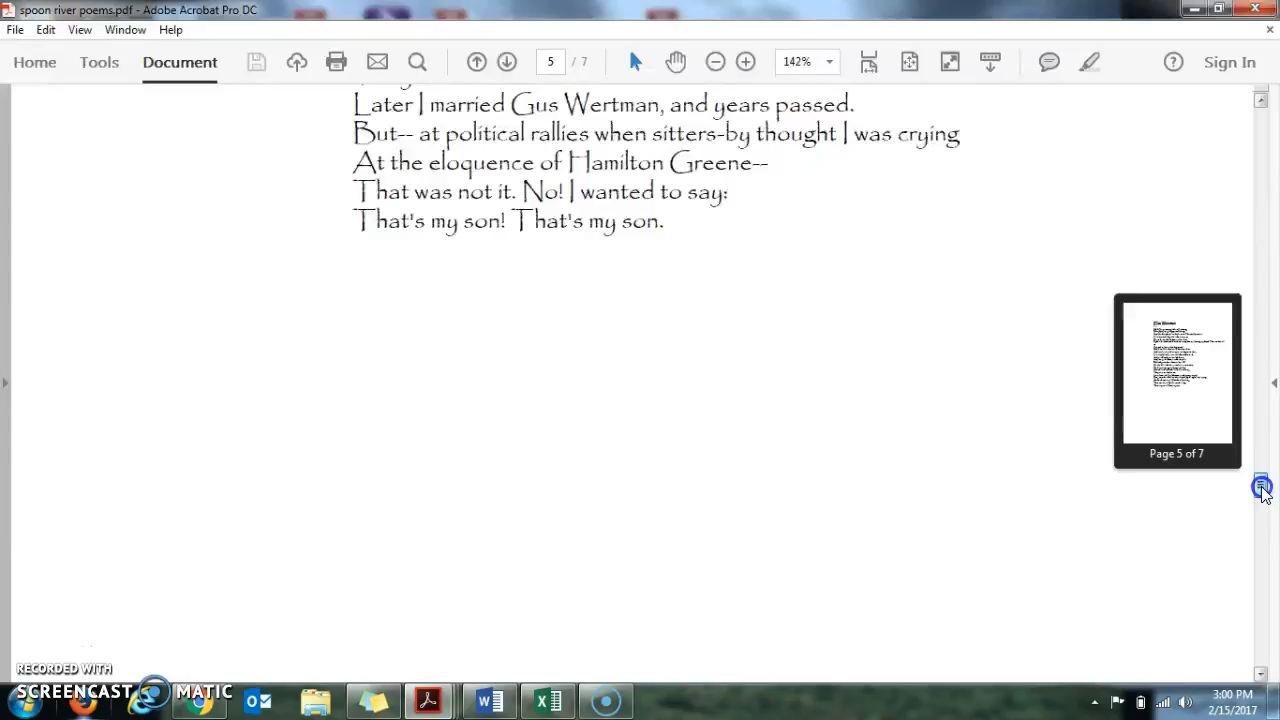 spoon river poems.pdf - Adobe Acrobat Pro DC
File Edit View Window Help
Home Tools Document 5 / 7 142% Sign In
Later I married Gus Wertman, and years passed.
But-- at political rallies when sitters-by thought I was crying
At the eloquence of Hamilton Greene--
That was not it. No! I wanted to say:
That's my son! That's my son.
Page 5 of 7
RECORDED WITH
SCREENCAST MATIC
3:00 PM
2/15/2017